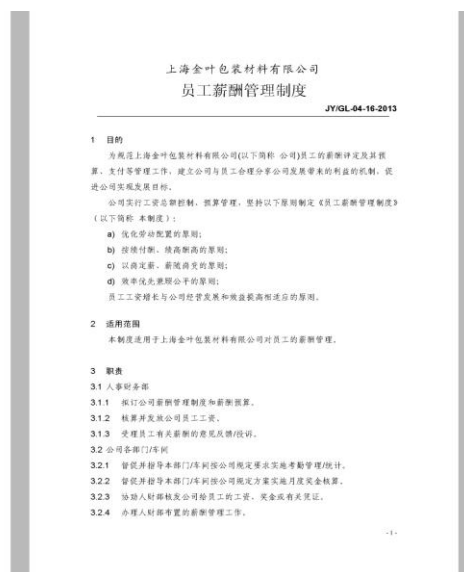 上海金叶包装材料有限公司
员工薪酬管理制度
JY/GL-04-16-2013
1 目的
为规范上海金叶包装材料有限公司(以下简称 公司)员工的薪酬评定及其预
算、支付等管理工作，建立公司与员工合理分享公司发展带来的利益的机制，促
进公司实现发展目标。
公司实行工资总额控制、预算管理，坚持以下原则制定《员工薪酬管理制度》
（以下简称 本制度）：
a) 优化劳动配置的原则;
b) 按绩付酬、绩高酬高的原则;
c) 以岗定薪、薪随岗变的原则;
d) 效率优先兼顾公平的原则;
员工工资增长与公司经营发展和效益提高相适应的原则。
2 适用范围
本制度适用于上海金叶包装材料有限公司对员工的薪酬管理。
3 职责
3.1 人事财务部
3.1.1 拟订公司薪酬管理制度和薪酬预算。
3.1.2 核算并发放公司员工工资。
3.1.3 受理员工有关薪酬的意见反馈/投诉。
3.2 公司各部门/车间
3.2.1 督促并指导本部门/车间按公司规定要求实施考勤管理/统计。
3.2.2 督促并指导本部门/车间按公司规定方案实施月度奖金核算。
3.2.3 协助人财部核发公司给员工的工资、奖金或有关凭证。
3.2.4 办理人财部布置的薪酬管理工作。
- 1 -